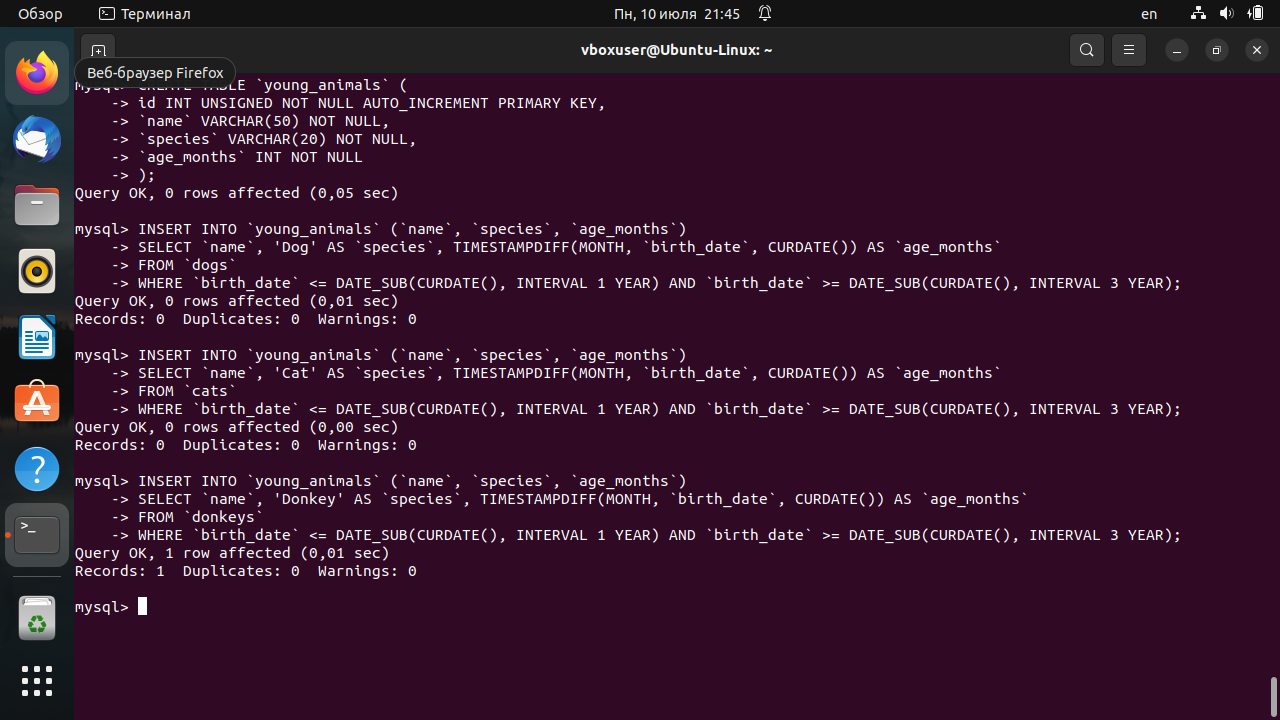 Обзор
Терминал
Пн, 10 июля 21:45
en
vboxuser@Ubuntu-Linux: ~
Веб-браузер Firefox
mysql> CREATE TABLE `young_animals` (
    -> id INT UNSIGNED NOT NULL AUTO_INCREMENT PRIMARY KEY,
    -> `name` VARCHAR(50) NOT NULL,
    -> `species` VARCHAR(20) NOT NULL,
    -> `age_months` INT NOT NULL
    -> );
Query OK, 0 rows affected (0,05 sec)
mysql> INSERT INTO `young_animals` (`name`, `species`, `age_months`)
    -> SELECT `name`, 'Dog' AS `species`, TIMESTAMPDIFF(MONTH, `birth_date`, CURDATE()) AS `age_months`
    -> FROM `dogs`
    -> WHERE `birth_date` <= DATE_SUB(CURDATE(), INTERVAL 1 YEAR) AND `birth_date` >= DATE_SUB(CURDATE(), INTERVAL 3 YEAR);
Query OK, 0 rows affected (0,01 sec)
Records: 0  Duplicates: 0  Warnings: 0
mysql> INSERT INTO `young_animals` (`name`, `species`, `age_months`)
    -> SELECT `name`, 'Cat' AS `species`, TIMESTAMPDIFF(MONTH, `birth_date`, CURDATE()) AS `age_months`
    -> FROM `cats`
    -> WHERE `birth_date` <= DATE_SUB(CURDATE(), INTERVAL 1 YEAR) AND `birth_date` >= DATE_SUB(CURDATE(), INTERVAL 3 YEAR);
Query OK, 0 rows affected (0,00 sec)
Records: 0  Duplicates: 0  Warnings: 0
mysql> INSERT INTO `young_animals` (`name`, `species`, `age_months`)
    -> SELECT `name`, 'Donkey' AS `species`, TIMESTAMPDIFF(MONTH, `birth_date`, CURDATE()) AS `age_months`
    -> FROM `donkeys`
    -> WHERE `birth_date` <= DATE_SUB(CURDATE(), INTERVAL 1 YEAR) AND `birth_date` >= DATE_SUB(CURDATE(), INTERVAL 3 YEAR);
Query OK, 1 row affected (0,01 sec)
Records: 1  Duplicates: 0  Warnings: 0
mysql>